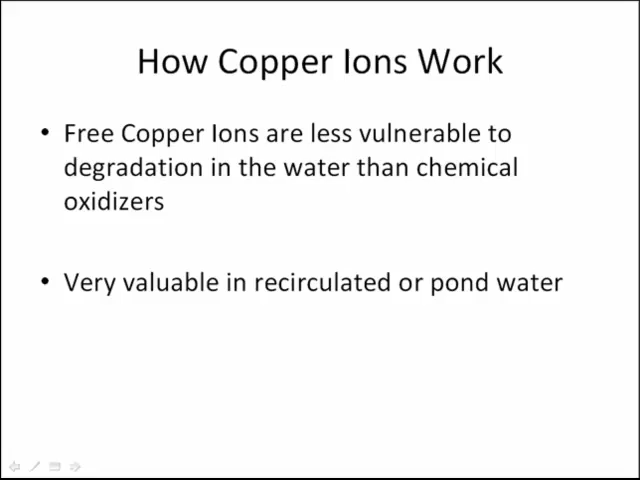 How Copper Ions Work
• Free Copper Ions are less vulnerable to
degradation in the water than chemical
oxidizers
• Very valuable in recirculated or pond water